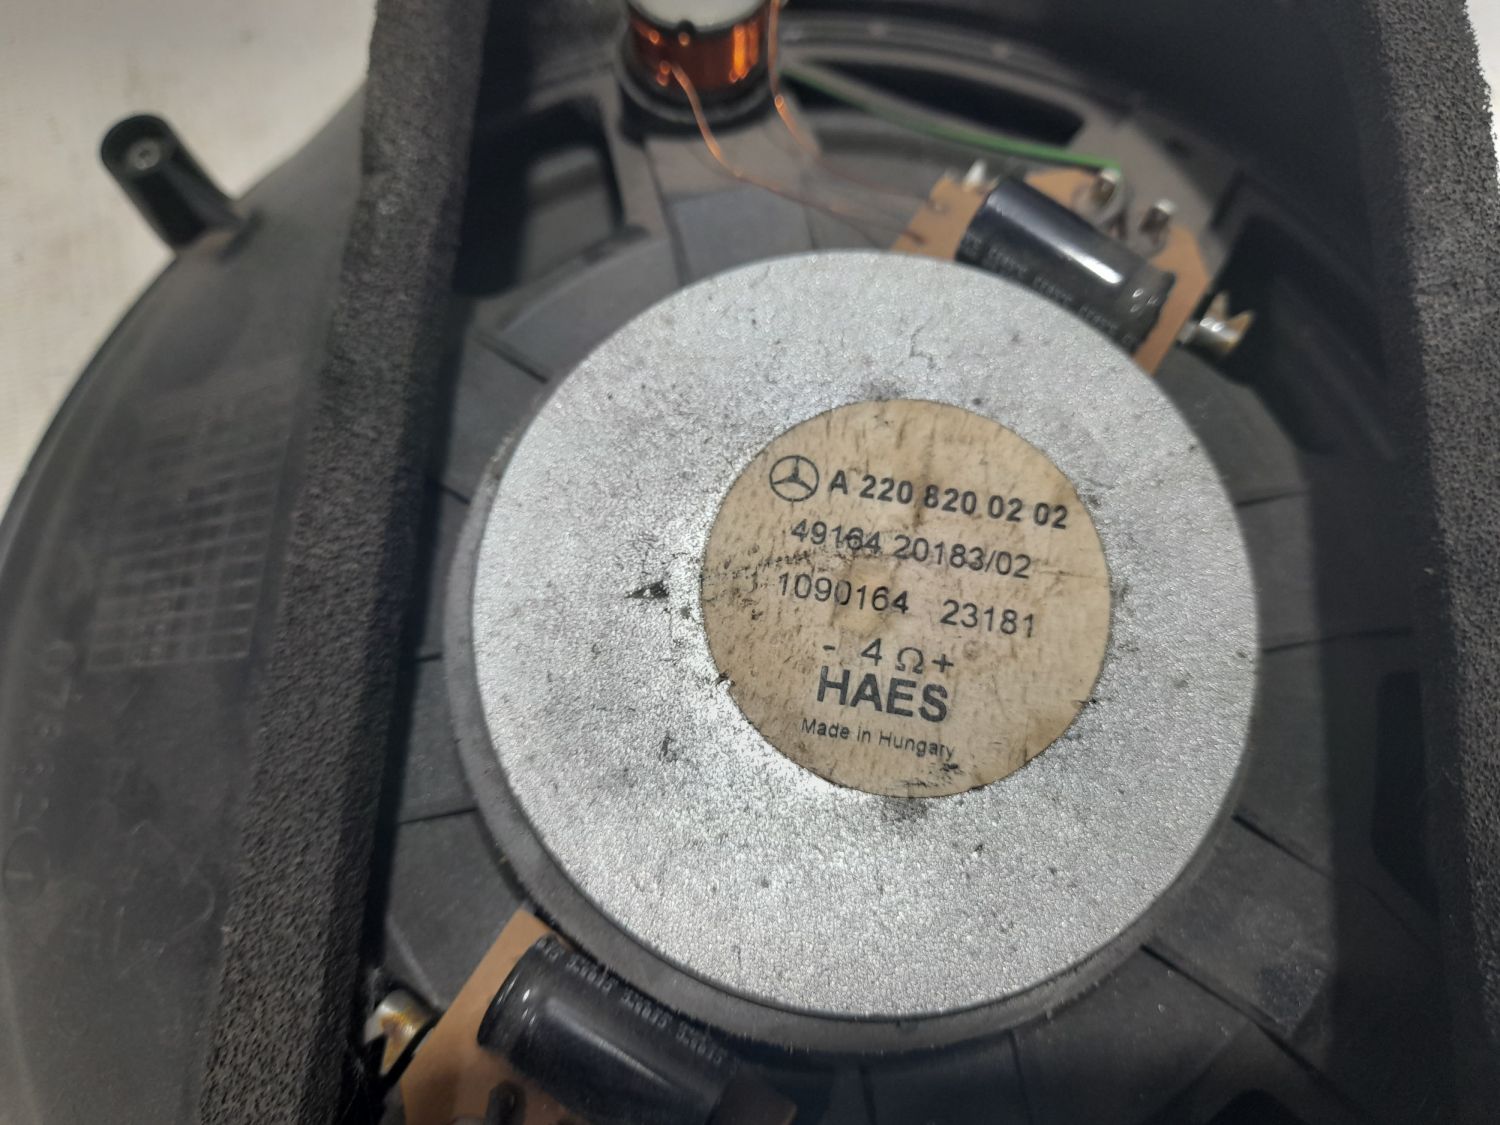 A 220 820 02 02
49164 20183/02
1090164 23181
- 4 Ω +
HAES
Made in Hungary